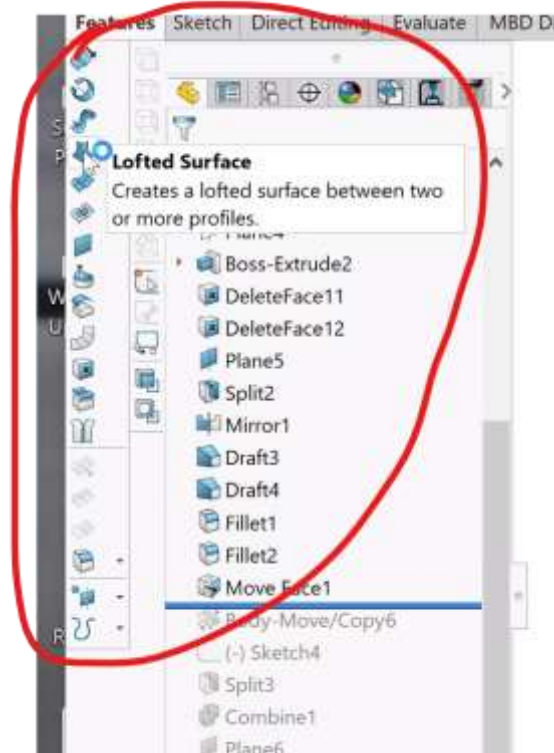 Features Sketch Direct Editing Evaluate MBD D
S
P
Lofted Surface
Creates a lofted surface between two
or more profiles.
Plane4
Boss-Extrude2
W
DeleteFace11
U
DeleteFace12
Plane5
Split2
Mirror1
Draft3
Draft4
Fillet1
Fillet2
Move Face1
Body-Move/Copy6
R
(-) Sketch4
Split3
Combine1
Plane6